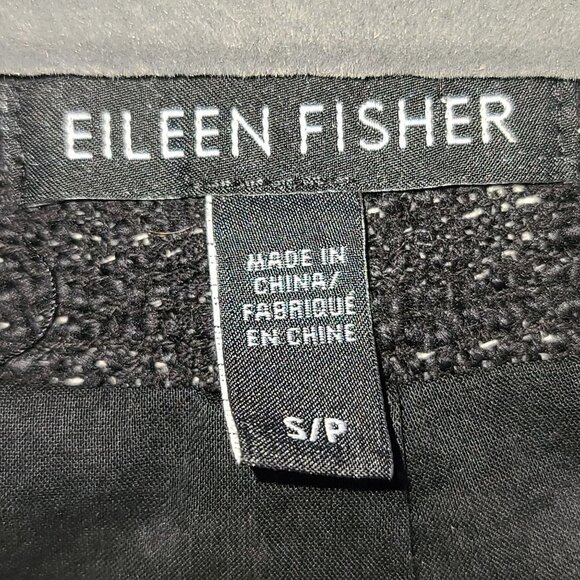 EILEEN FISHER
MADE IN
CHINA/
FABRIQUÉ
EN CHINE
S/P